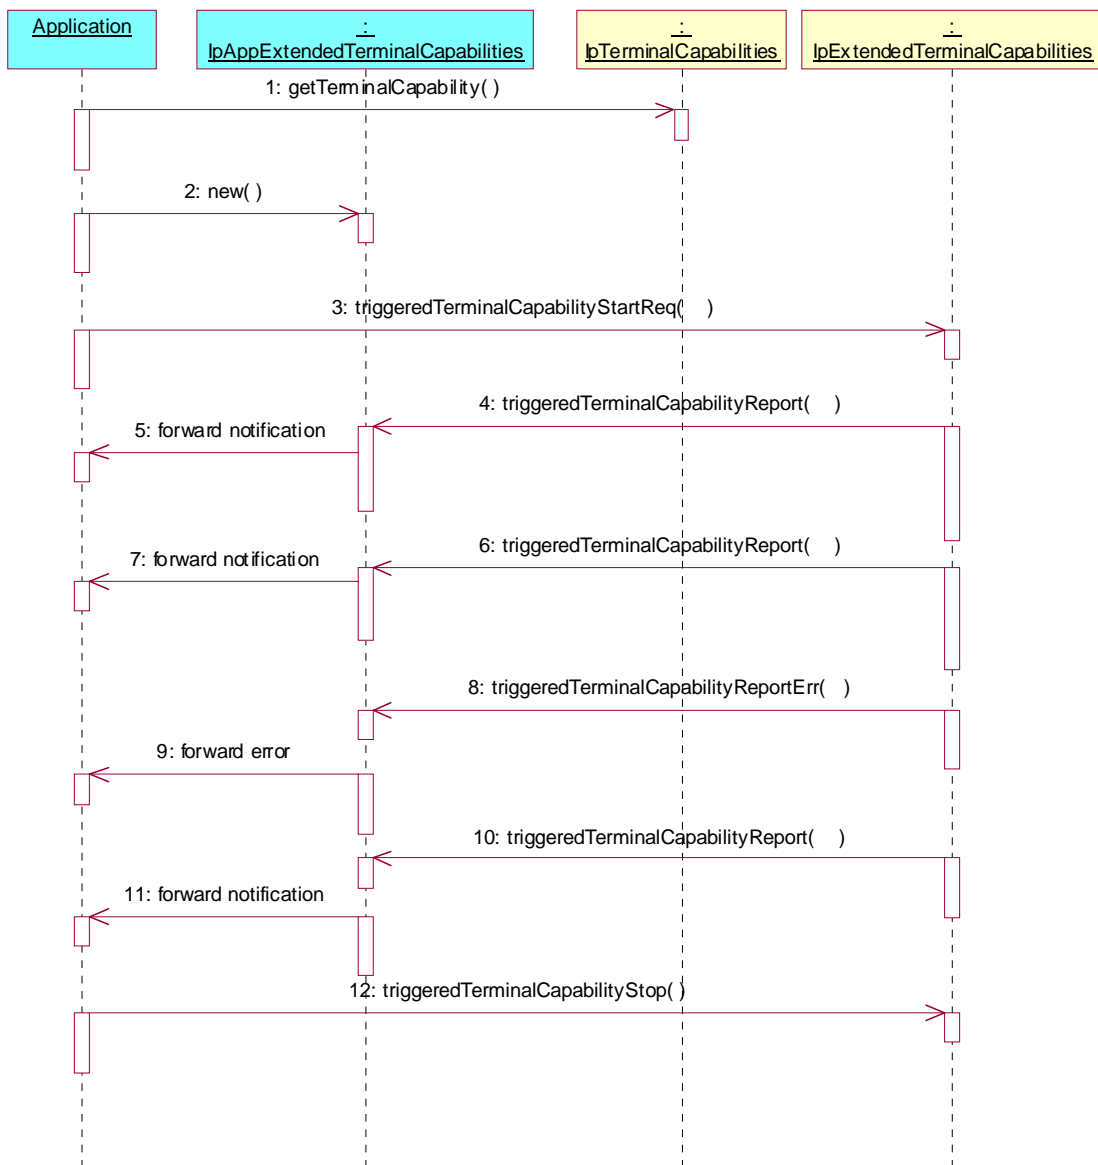 Application
:
IpAppExtendedTerminalCapabilities
:
IpTerminalCapabilities
:
IpExtendedTerminalCapabilities
1: getTerminalCapability( )
2: new( )
3: triggeredTerminalCapabilityStartReq( )
4: triggeredTerminalCapabilityReport( )
5: forward notification
6: triggeredTerminalCapabilityReport( )
7: forward notification
8: triggeredTerminalCapabilityReportErr( )
9: forward error
10: triggeredTerminalCapabilityReport( )
11: forward notification
12: triggeredTerminalCapabilityStop( )